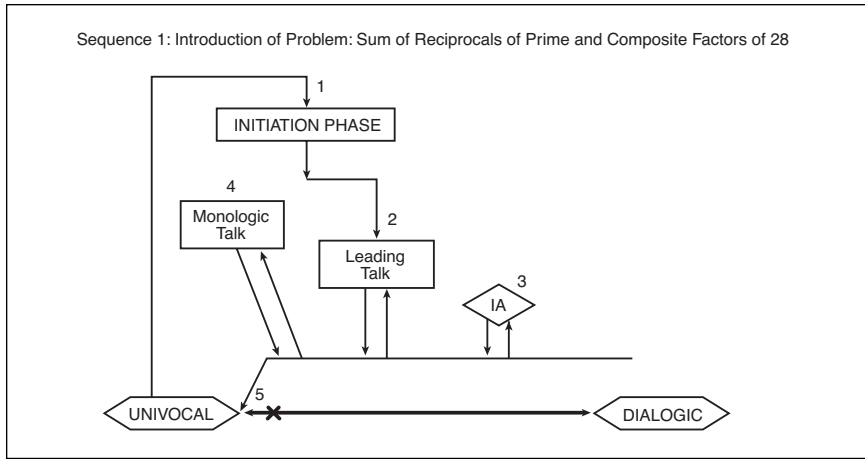 Sequence 1: Introduction of Problem: Sum of Reciprocals of Prime and Composite Factors of 28
1
INITIATION PHASE
4
Monologic
Talk
2
Leading
Talk
3
IA
5
UNIVOCAL
DIALOGIC